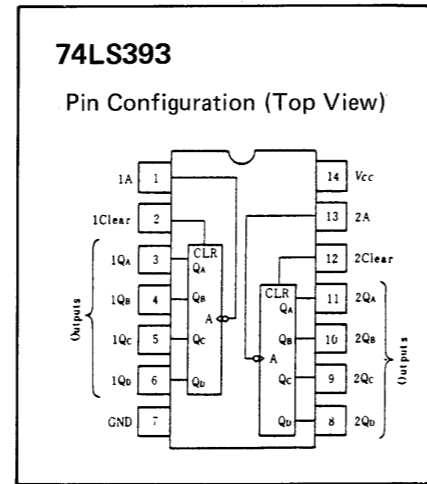 74LS393
Pin Configuration (Top View)
1A 1 14 Vcc
13 2A
1Clear 2
12 2Clear
CLR
1QA 3 QA
CLR
QA 11 2QA
1QB 4 QB
A
QB 10 2QB
Outputs
Outputs
1QC 5 QC
A
QC 9 2QC
1QD 6 QD
QD 8 2QD
GND 7